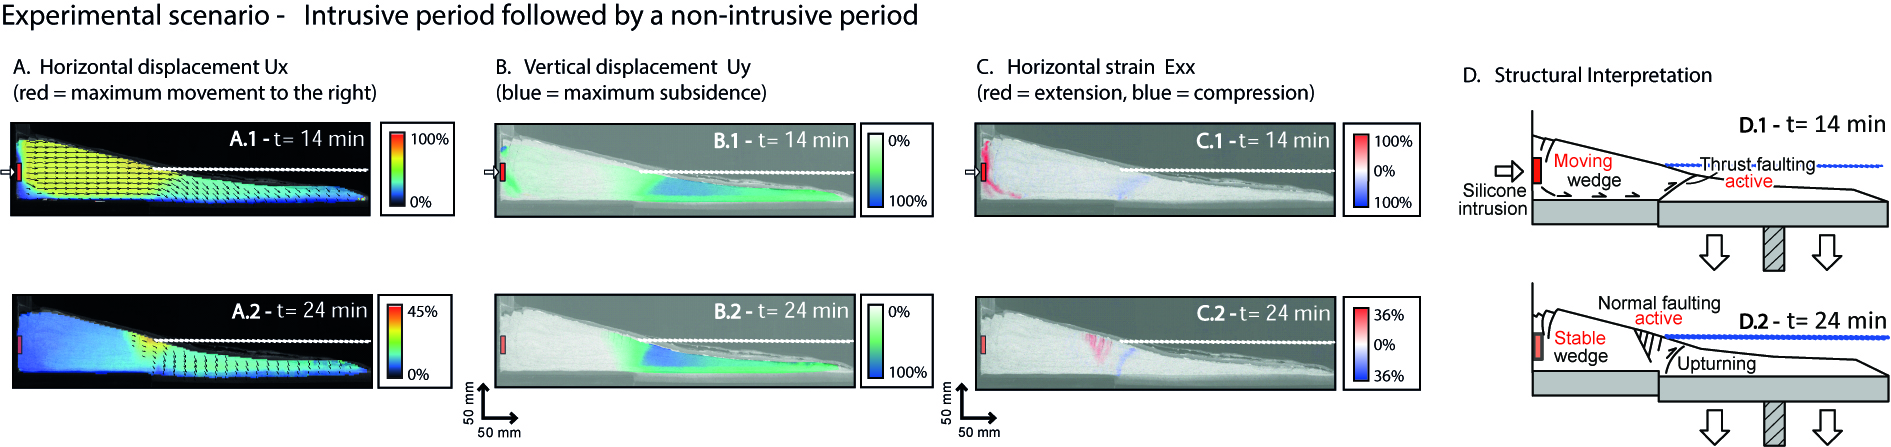 Experimental scenario - Intrusive period followed by a non-intrusive period
A. Horizontal displacement Ux
(red = maximum movement to the right)
B. Vertical displacement Uy
(blue = maximum subsidence)
C. Horizontal strain Exx
(red = extension, blue = compression)
D. Structural Interpretation
A.1 - t= 14 min
100%
0%
B.1 - t= 14 min
0%
100%
C.1 - t= 14 min
100%
0%
100%
D.1 - t= 14 min
Moving
wedge
Thrust faulting
active
Silicone
intrusion
A.2 - t= 24 min
45%
0%
B.2 - t= 24 min
0%
100%
C.2 - t= 24 min
36%
0%
36%
Normal faulting
active
D.2 - t= 24 min
Stable
wedge
Upturning
50 mm
50 mm
50 mm
50 mm